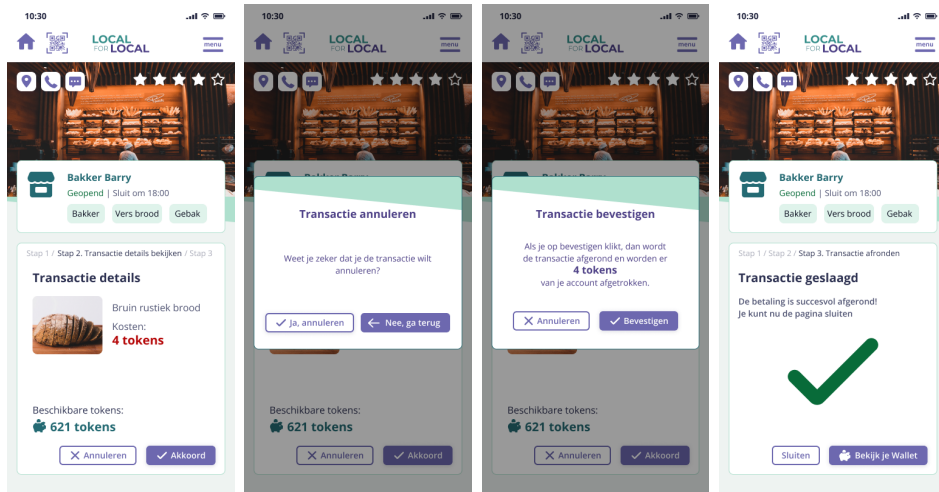 10:30
LOCAL
FOR LOCAL
menu
Bakker Barry
Geopend | Sluit om 18:00
Bakker
Vers brood
Gebak
Stap 1 / Stap 2. Transactie details bekijken / Stap 3
Transactie details
Bruin rustiek brood
Kosten:
4 tokens
Beschikbare tokens:
621 tokens
Annuleren
Akkoord
10:30
LOCAL
FOR LOCAL
menu
Bakker Barry
Transactie annuleren
Weet je zeker dat je de transactie wilt
annuleren?
Ja, annuleren
Nee, ga terug
Beschikbare tokens:
621 tokens
Annuleren
Akkoord
10:30
LOCAL
FOR LOCAL
menu
Bakker Barry
Transactie bevestigen
Als je op bevestigen klikt, dan wordt
de transactie afgerond en worden er
4 tokens
van je account afgetrokken.
Annuleren
Bevestigen
Beschikbare tokens:
621 tokens
Annuleren
Akkoord
10:30
LOCAL
FOR LOCAL
menu
Bakker Barry
Geopend | Sluit om 18:00
Bakker
Vers brood
Gebak
Stap 1 / Stap 2 / Stap 3. Transactie afronden
Transactie geslaagd
De betaling is succesvol afgerond!
Je kunt nu de pagina sluiten
Sluiten
Bekijk je Wallet